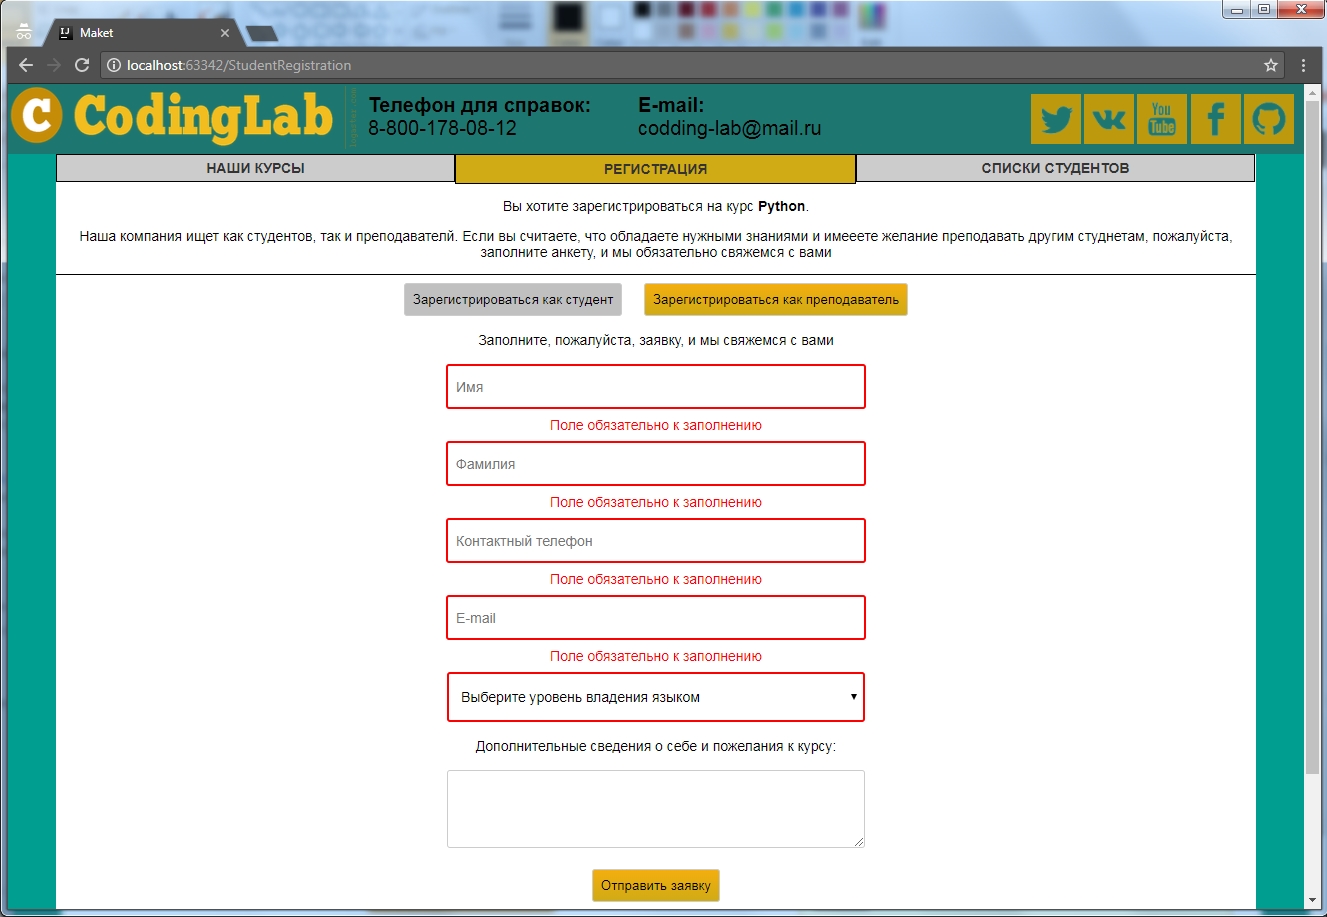 Maket
localhost:63342/StudentRegistration
C CodingLab
Телефон для справок:
8-800-178-08-12
E-mail:
codding-lab@mail.ru
You
Tube
НАШИ КУРСЫ
РЕГИСТРАЦИЯ
СПИСКИ СТУДЕНТОВ
Вы хотите зарегистрироваться на курс Python.
Наша компания ищет как студентов, так и преподавателй. Если вы считаете, что обладаете нужными знаниями и имееете желание преподавать другим студнетам, пожалуйста,
заполните анкету, и мы обязательно свяжемся с вами
Зарегистрироваться как студент
Зарегистрироваться как преподаватель
Заполните, пожалуйста, заявку, и мы свяжемся с вами
Имя
Поле обязательно к заполнению
Фамилия
Поле обязательно к заполнению
Контактный телефон
Поле обязательно к заполнению
E-mail
Поле обязательно к заполнению
Выберите уровень владения языком
Дополнительные сведения о себе и пожелания к курсу:
Отправить заявку